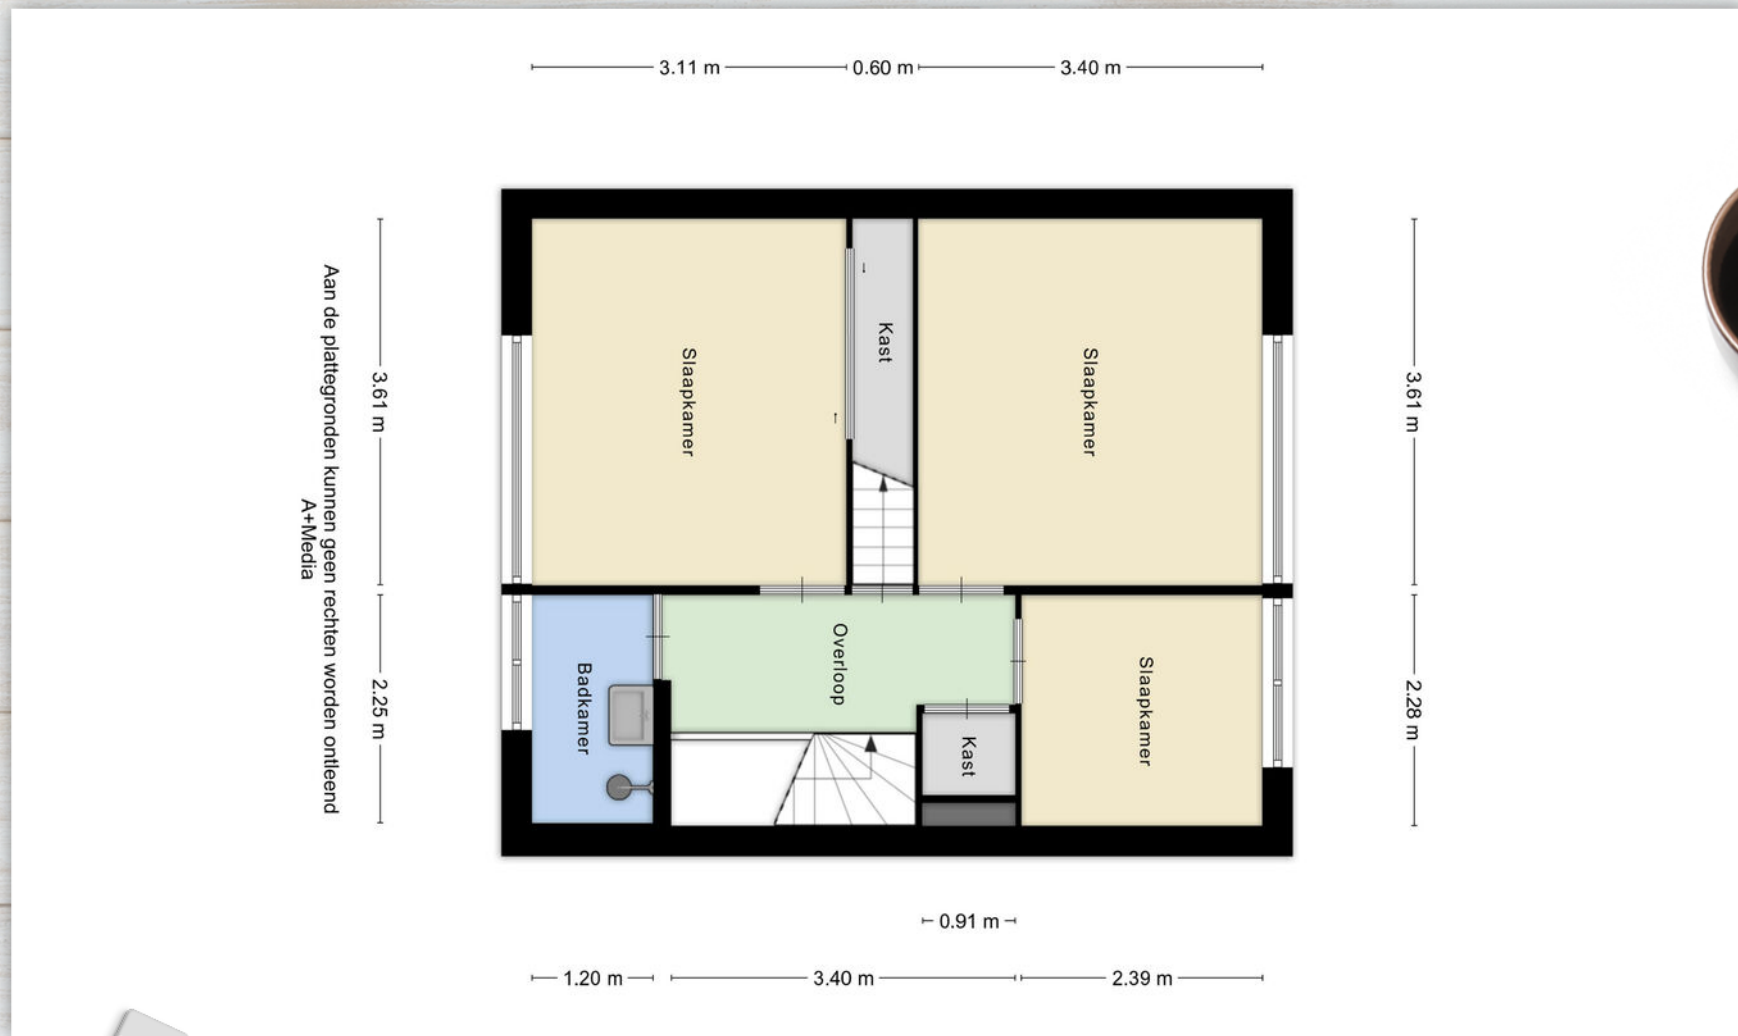 3.11 m
0.60 m
3.40 m
Slaapkamer
Kast
Slaapkamer
3.61 m
3.61 m
Aan de plattegronden kunnen geen rechten worden ontleend
A+Media
Badkamer
Overloop
Kast
Slaapkamer
2.25 m
2.28 m
0.91 m
1.20 m
3.40 m
2.39 m